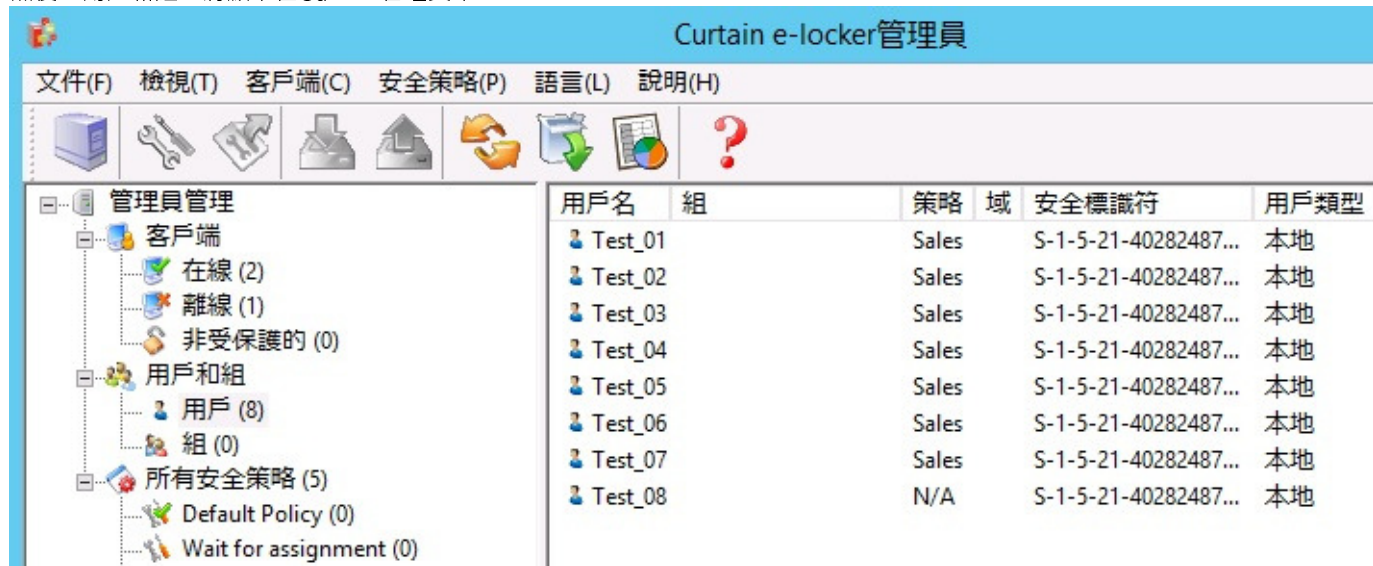 Curtain e-locker管理員
文件(F) 檢視(T) 客戶端(C) 安全策略(P) 語言(L) 說明(H)
管理員管理
客戶端
在線 (2)
離線 (1)
非受保護的 (0)
用戶和組
用戶 (8)
組 (0)
所有安全策略 (5)
Default Policy (0)
Wait for assignment (0)
用戶名 組 策略 域 安全標識符 用戶類型
Test_01 Sales S-1-5-21-40282487... 本地
Test_02 Sales S-1-5-21-40282487... 本地
Test_03 Sales S-1-5-21-40282487... 本地
Test_04 Sales S-1-5-21-40282487... 本地
Test_05 Sales S-1-5-21-40282487... 本地
Test_06 Sales S-1-5-21-40282487... 本地
Test_07 Sales S-1-5-21-40282487... 本地
Test_08 N/A S-1-5-21-40282487... 本地